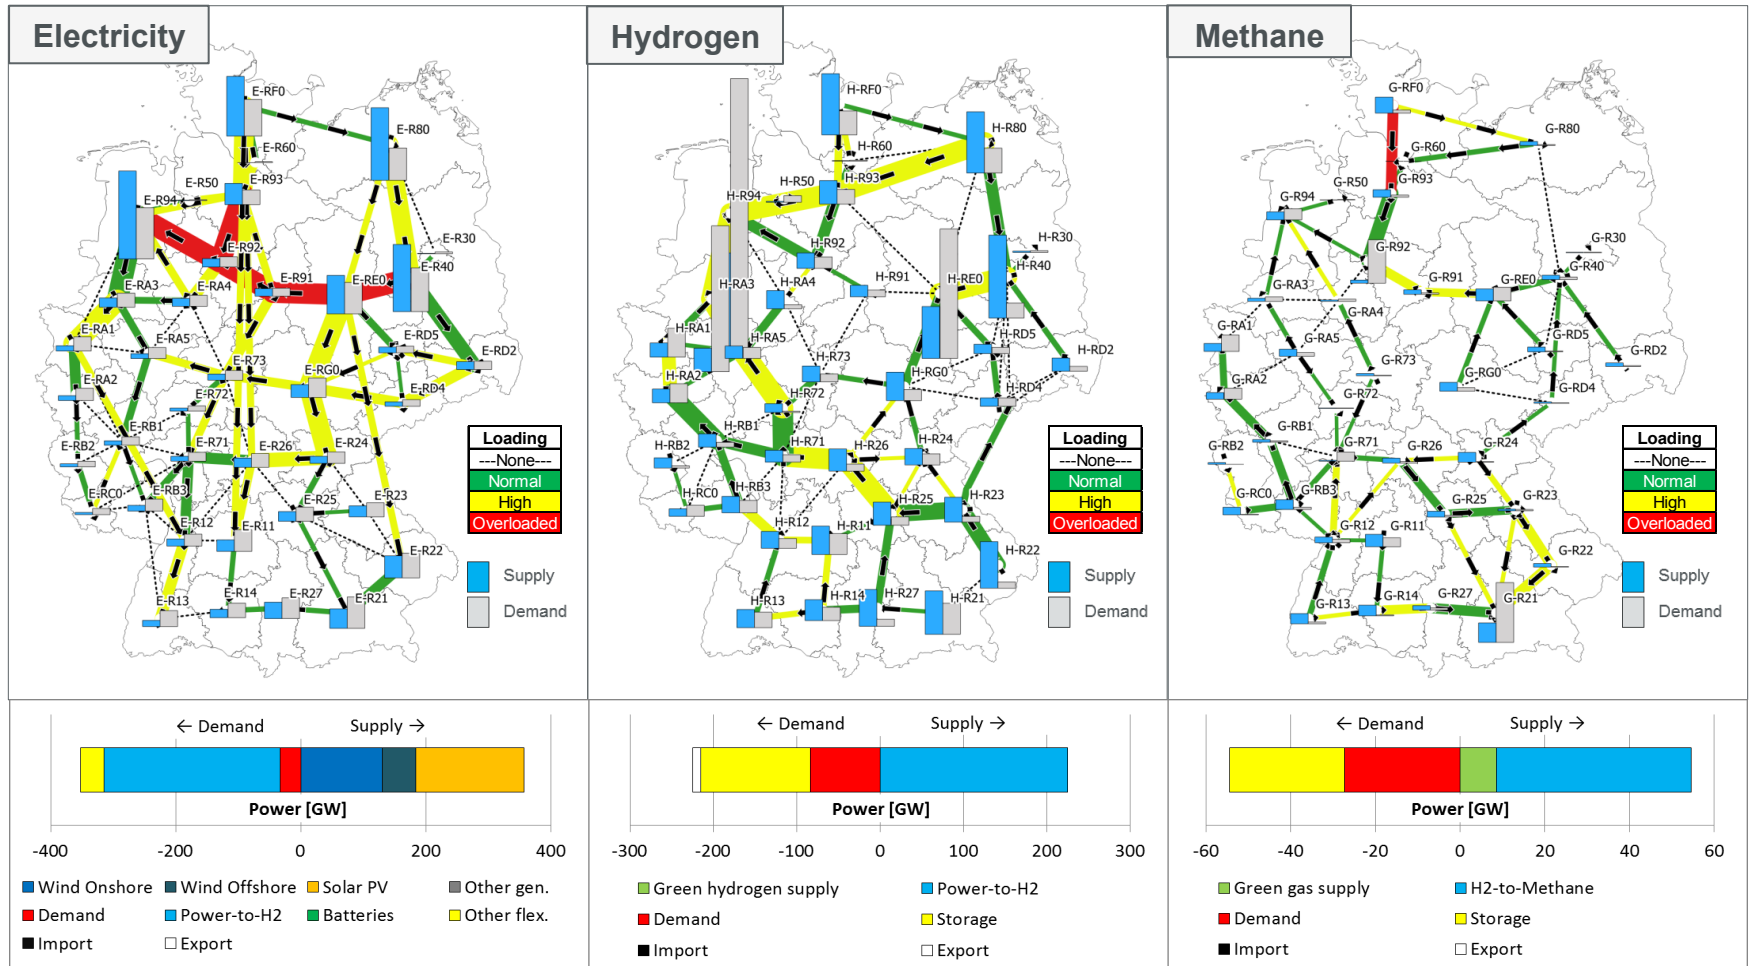 Electricity
E-RF0
E-R80
E-R60
E-R93
E-R50
E-R94
E-R92
E-R30
E-R40
E-RE0
E-R91
E-RA3
E-RA4
E-RA1
E-RA5
E-RD5
E-RD2
E-R73
E-RG0
E-RA2
E-RD4
E-R72
E-RB1
E-RB2
E-R71
E-R26
E-R24
E-RC0
E-RB3
E-R25
E-R23
E-R12
E-R11
E-R22
E-R13
E-R14
E-R27
E-R21
Loading
---None---
Normal
High
Overloaded
Supply
Demand
Hydrogen
H-RF0
H-R80
H-R60
H-R93
H-R50
H-R94
H-R92
H-R30
H-R40
H-RE0
H-R91
H-RA3
H-RA4
H-RA1
H-RA5
H-RD5
H-RD2
H-R73
H-RG0
H-RA2
H-RD4
H-R72
H-RB1
H-RB2
H-R71
H-R26
H-R24
H-RC0
H-RB3
H-R25
H-R23
H-R12
H-R11
H-R22
H-R13
H-R14
H-R27
H-R21
Loading
---None---
Normal
High
Overloaded
Supply
Demand
Methane
G-RF0
G-R80
G-R60
G-R93
G-R50
G-R94
G-R92
G-R30
G-R40
G-RE0
G-R91
G-RA3
G-RA4
G-RA1
G-RA5
G-RD5
G-RD2
G-R73
G-RG0
G-RA2
G-RD4
G-R72
G-RB1
G-RB2
G-R71
G-R26
G-R24
G-RC0
G-RB3
G-R25
G-R23
G-R12
G-R11
G-R22
G-R13
G-R14
G-R27
G-R21
Loading
---None---
Normal
High
Overloaded
Supply
Demand
← Demand Supply →
Power [GW]
-400 -200 0 200 400
Wind Onshore Wind Offshore Solar PV Other gen.
Demand Power-to-H2 Batteries Other flex.
Import Export
← Demand Supply →
Power [GW]
-300 -200 -100 0 100 200 300
Green hydrogen supply Power-to-H2
Demand Storage
Import Export
← Demand Supply →
Power [GW]
-60 -40 -20 0 20 40 60
Green gas supply H2-to-Methane
Demand Storage
Import Export